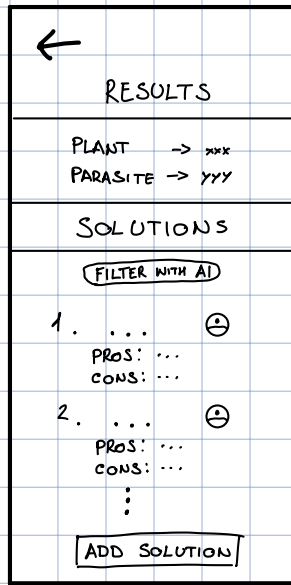 RESULTS
PLANT -> xxx
PARASITE -> yyy
SOLUTIONS
FILTER WITH AI
1. ...
PROS: ...
CONS: ...
2. ...
PROS: ...
CONS: ...
ADD SOLUTION